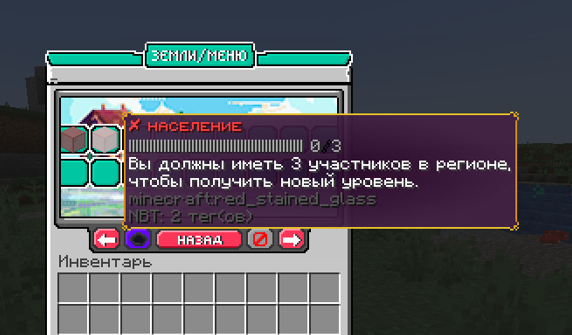 ЗЕМЛИ/МЕНЮ
✗ НАСЕЛЕНИЕ
0/3
Вы должны иметь 3 участников в регионе,
чтобы получить новый уровень.
minecraft:red_stained_glass
NBT: 2 тег(ов)
НАЗАД
Инвентарь